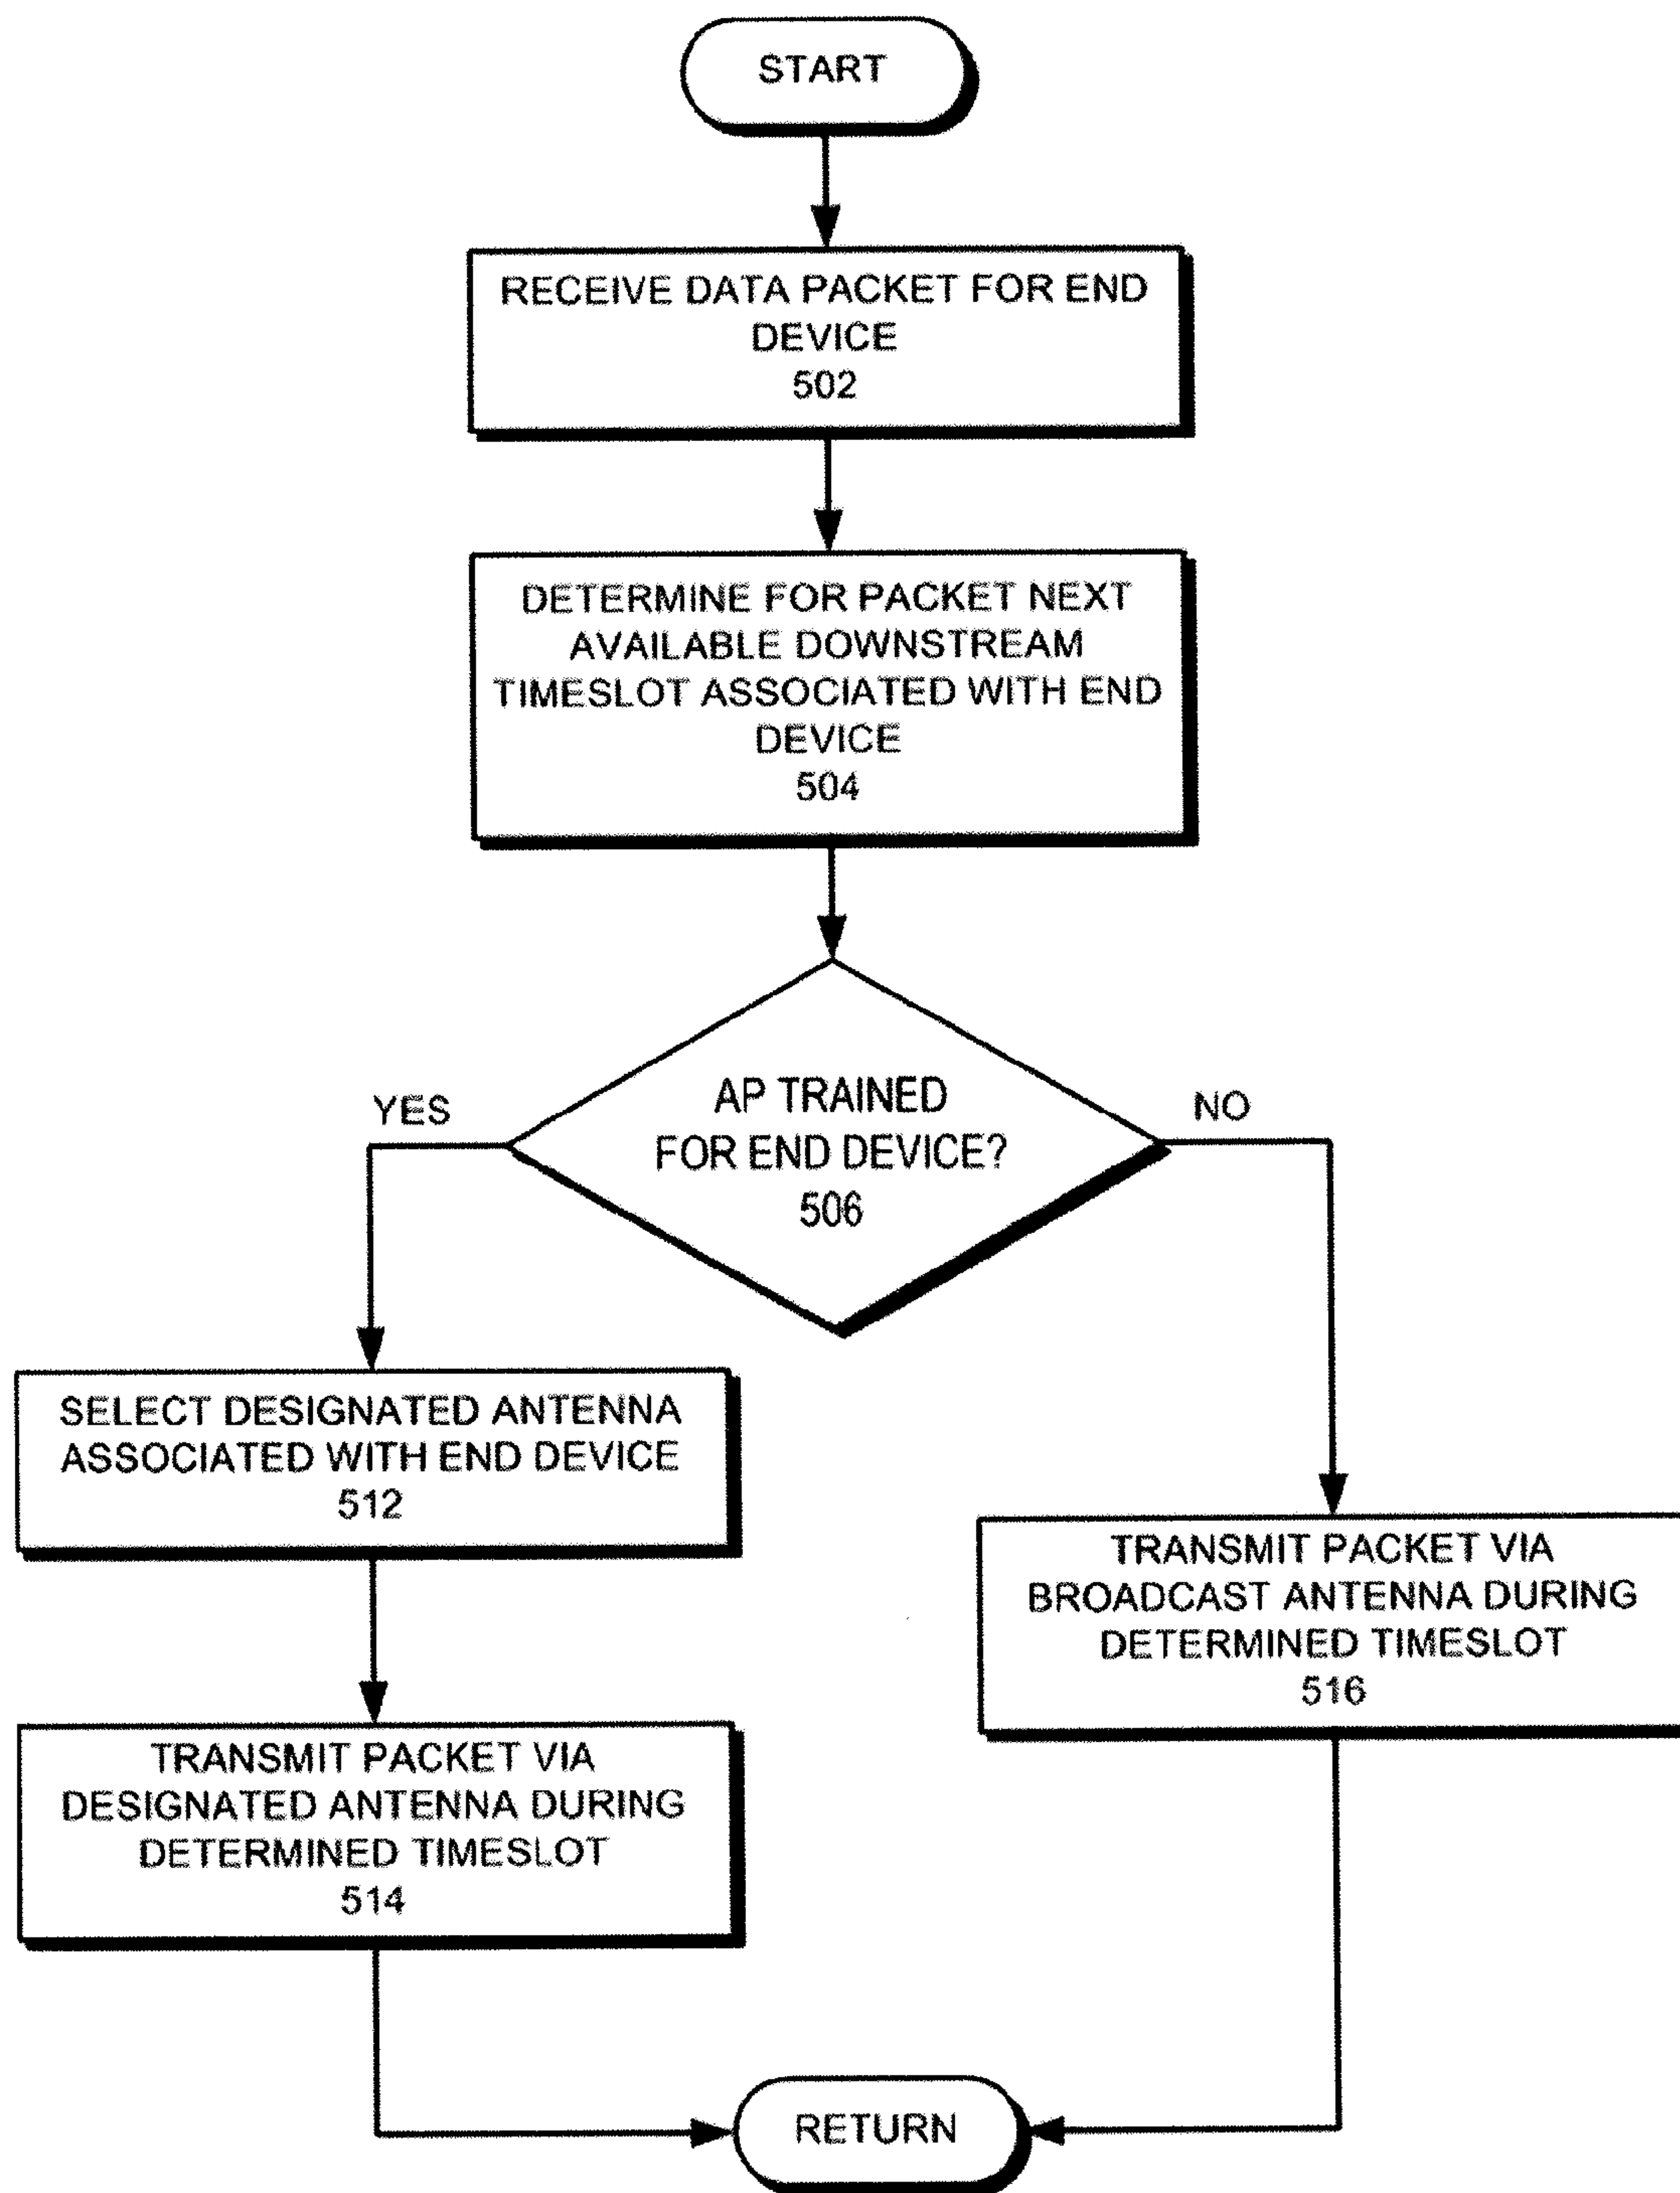 START
RECEIVE DATA PACKET FOR END
DEVICE
502
DETERMINE FOR PACKET NEXT
AVAILABLE DOWNSTREAM
TIMESLOT ASSOCIATED WITH END
DEVICE
504
AP TRAINED
FOR END DEVICE?
506
YES
NO
SELECT DESIGNATED ANTENNA
ASSOCIATED WITH END DEVICE
512
TRANSMIT PACKET VIA
DESIGNATED ANTENNA DURING
DETERMINED TIMESLOT
514
TRANSMIT PACKET VIA
BROADCAST ANTENNA DURING
DETERMINED TIMESLOT
516
RETURN